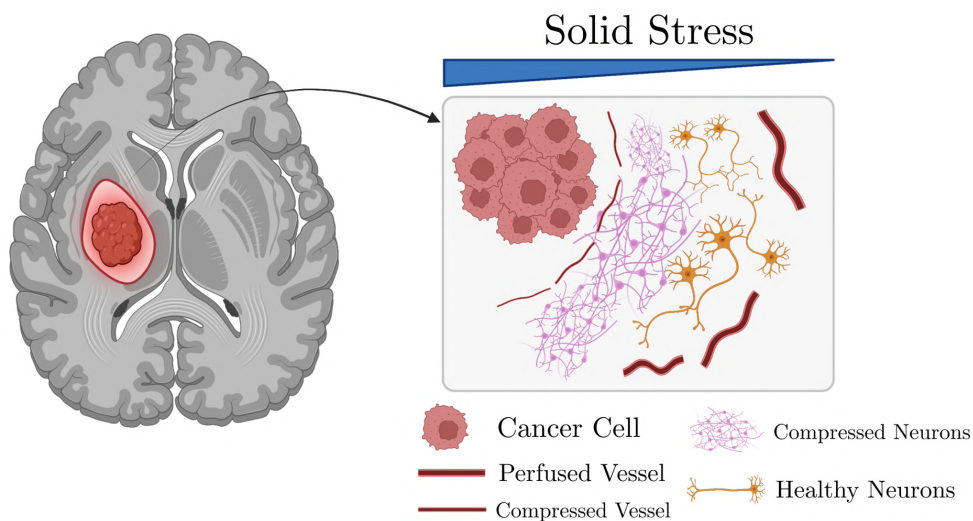 Solid Stress
Cancer Cell
Compressed Neurons
Perfused Vessel
Healthy Neurons
Compressed Vessel